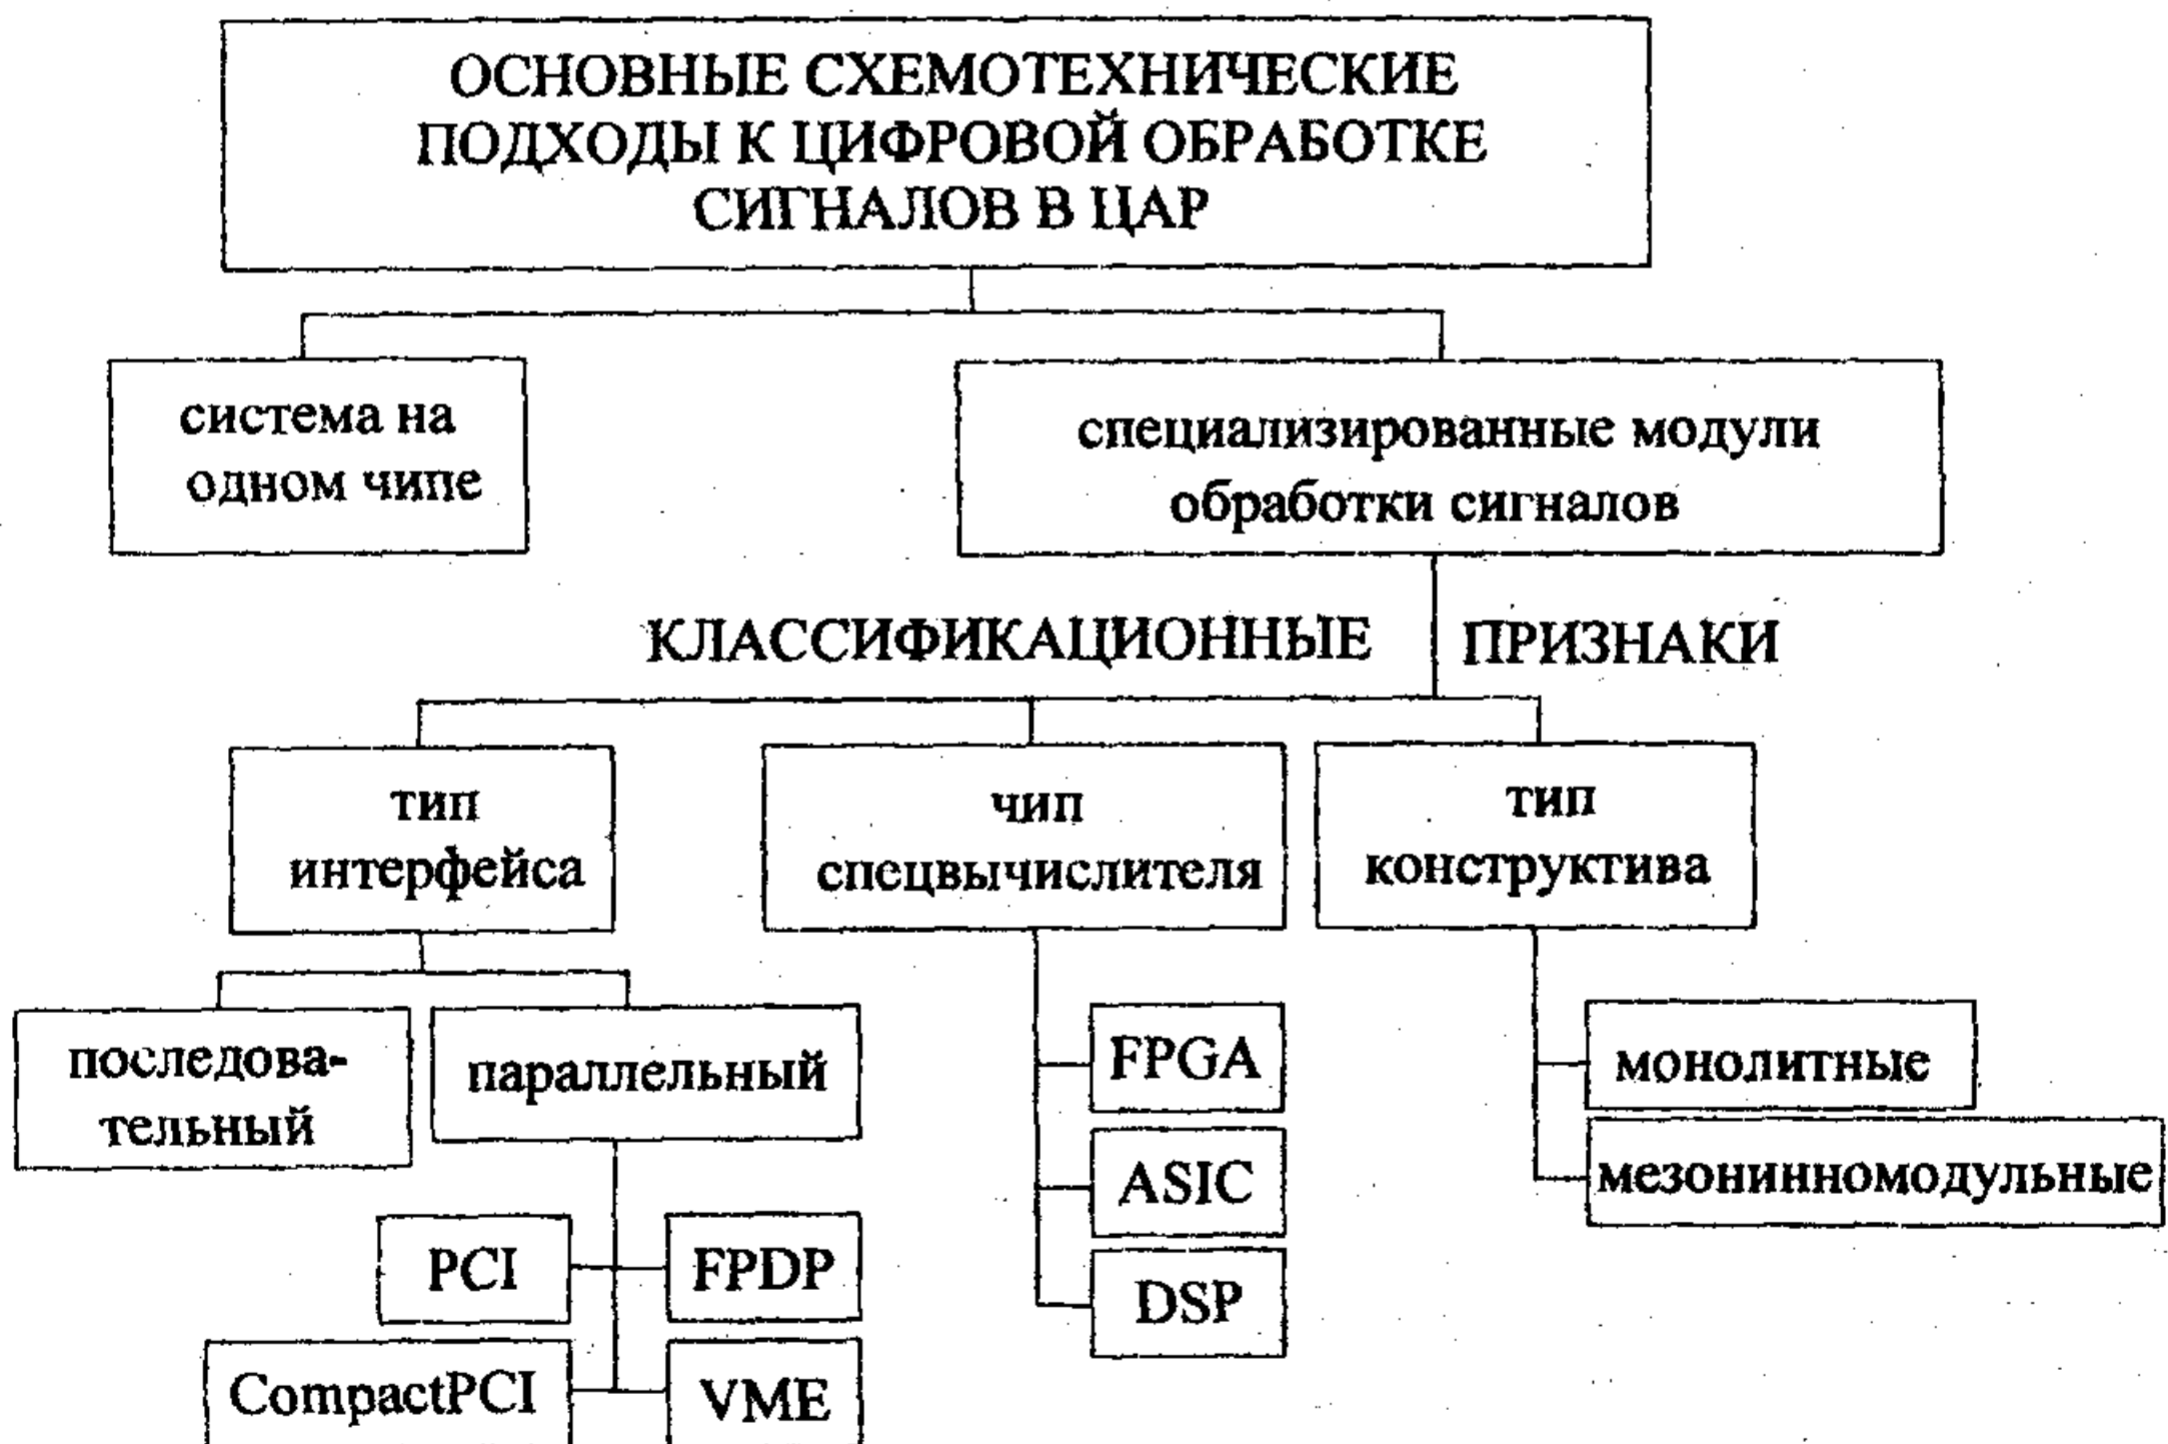 ОСНОВНЫЕ СХЕМОТЕХНИЧЕСКИЕ
ПОДХОДЫ К ЦИФРОВОЙ ОБРАБОТКЕ
СИГНАЛОВ В ЦАР
система на
одном чипе
специализированные модули
обработки сигналов
КЛАССИФИКАЦИОННЫЕ ПРИЗНАКИ
тип
интерфейса
чип
спецвычислителя
тип
конструктива
последова-
тельный
параллельный
PCI
FPDP
CompactPCI
VME
FPGA
ASIC
DSP
монолитные
мезонинномодульные